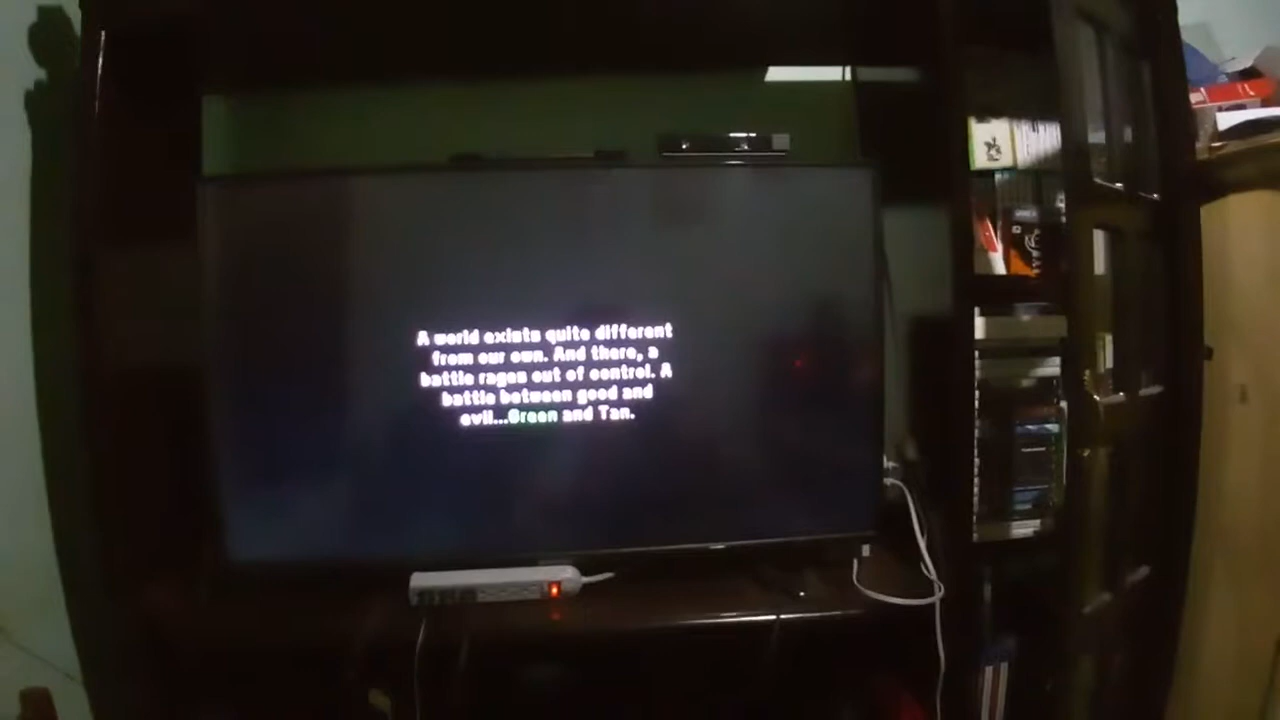 A world exists quite different
from our own. And there, a
battle rages out of control. A
battle between good and
evil...Green and Tan.